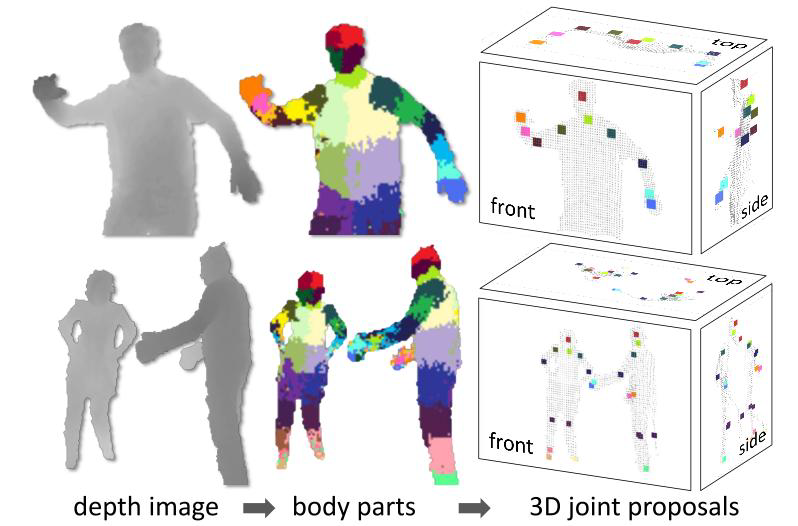 top
front
side
top
front
side
depth image
body parts
3D joint proposals